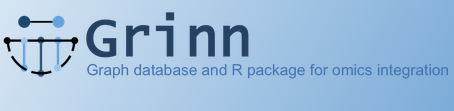 Grinn
Graph database and R package for omics integration